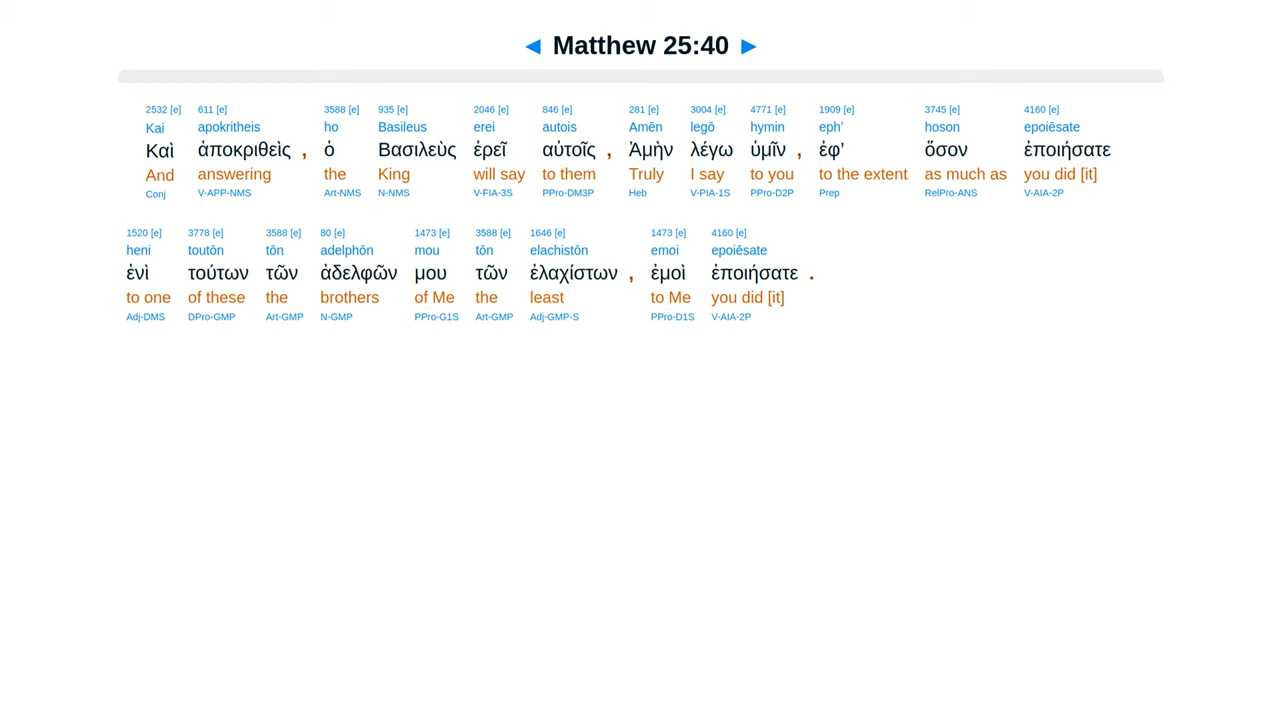 ◄ Matthew 25:40 ►
2532 [e] 611 [e] 3588 [e] 935 [e] 2046 [e] 846 [e] 281 [e] 3004 [e] 4771 [e] 1909 [e] 3745 [e] 4160 [e]
Kai apokritheis ho Basileus erei autois Amēn legō hymin eph’ hoson epoiēsate
Καὶ ἀποκριθεὶς , ὁ Βασιλεὺς ἐρεῖ αὐτοῖς , Ἀμὴν λέγω ὑμῖν , ἐφ’ ὅσον ἐποιήσατε
And answering the King will say to them Truly I say to you to the extent as much as you did [it]
Conj V-APP-NMS Art-NMS N-NMS V-FIA-3S PPro-DM3P Heb V-PIA-1S PPro-D2P Prep RelPro-ANS V-AIA-2P
1520 [e] 3778 [e] 3588 [e] 80 [e] 1473 [e] 3588 [e] 1646 [e] 1473 [e] 4160 [e]
heni toutōn tōn adelphōn mou tōn elachistōn emoi epoiēsate
ἑνὶ τούτων τῶν ἀδελφῶν μου τῶν ἐλαχίστων , ἐμοὶ ἐποιήσατε .
to one of these the brothers of Me the least to Me you did [it]
Adj-DMS DPro-GMP Art-GMP N-GMP PPro-G1S Art-GMP Adj-GMP-S PPro-D1S V-AIA-2P